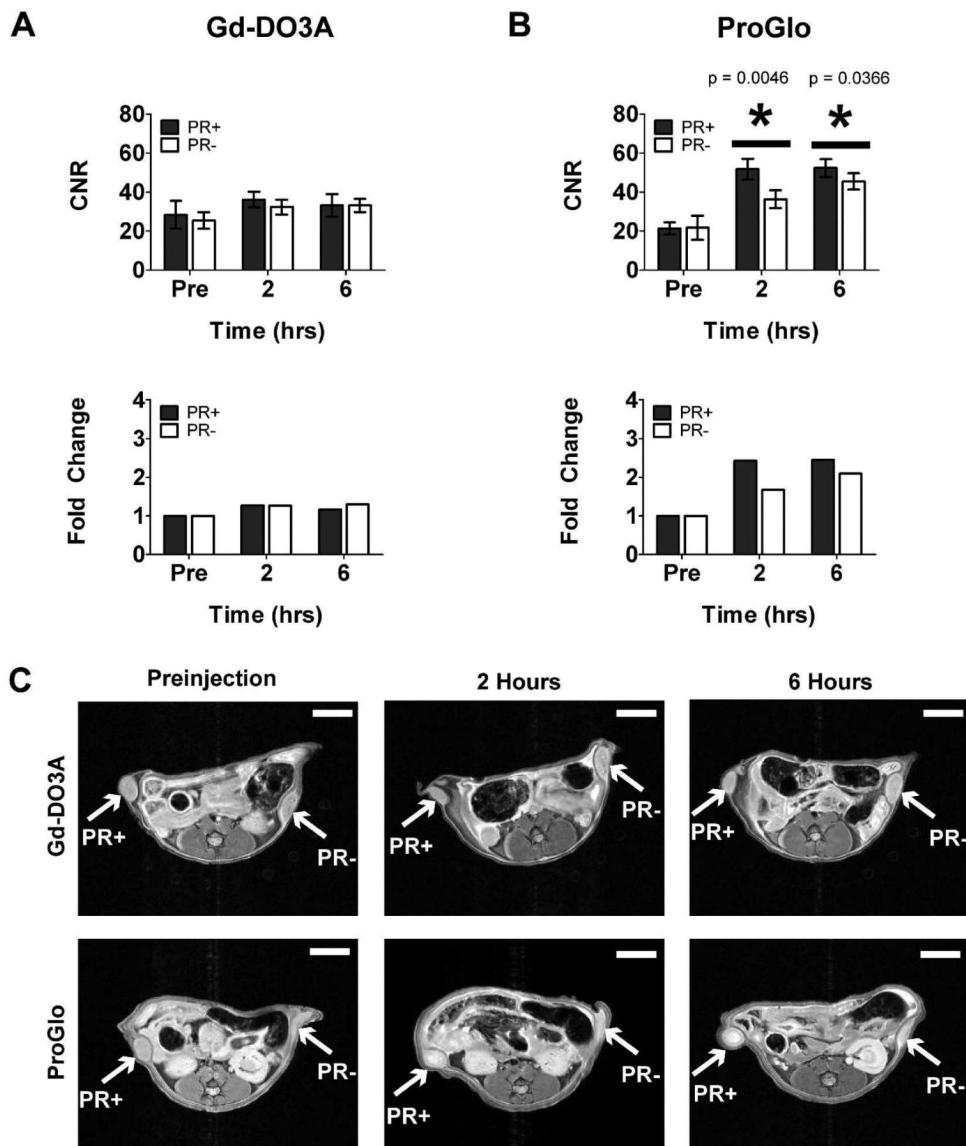 A
Gd-DO3A
CNR
80
60
40
20
0
PR+
PR-
Pre 2 6
Time (hrs)
Fold Change
4
3
2
1
0
PR+
PR-
Pre 2 6
Time (hrs)
B
ProGlo
p = 0.0046 p = 0.0366
* *
CNR
80
60
40
20
0
PR+
PR-
Pre 2 6
Time (hrs)
Fold Change
4
3
2
1
0
PR+
PR-
Pre 2 6
Time (hrs)
C
Preinjection 2 Hours 6 Hours
Gd-DO3A
PR+ PR-
PR+ PR-
PR+ PR-
ProGlo
PR+ PR-
PR+ PR-
PR+ PR-